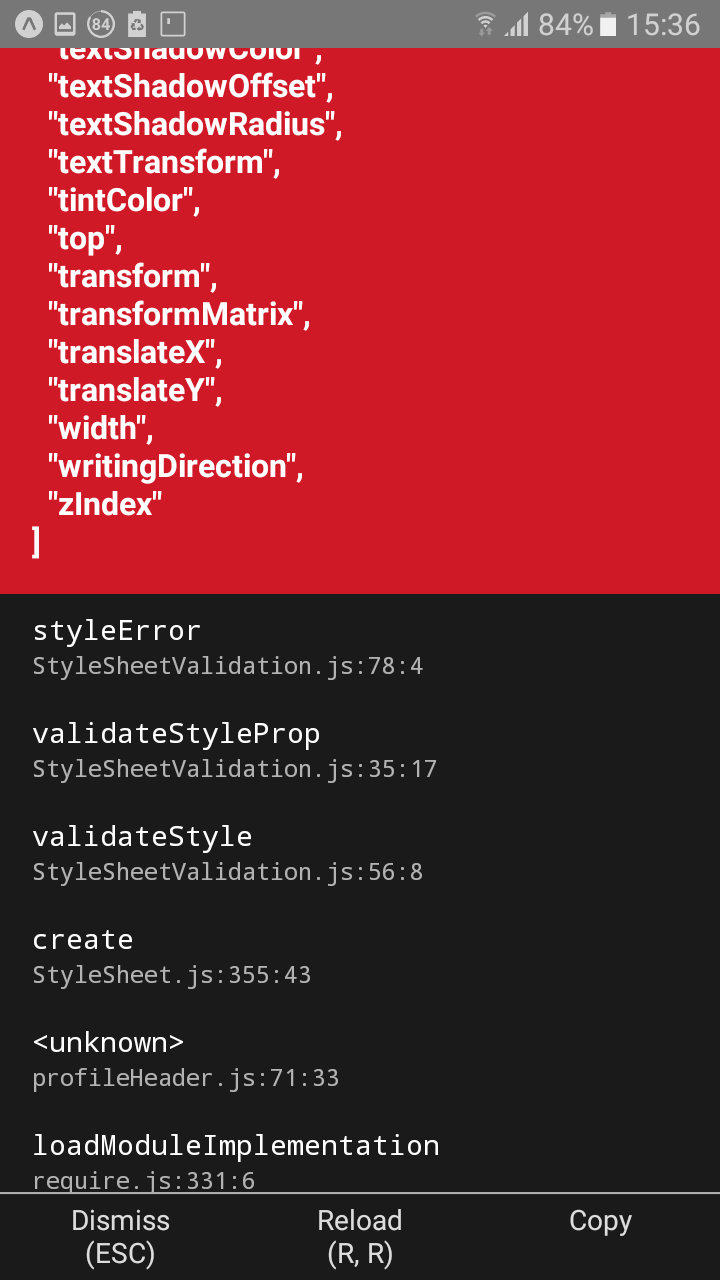 84
84% 15:36
"textShadowColor",
"textShadowOffset",
"textShadowRadius",
"textTransform",
"tintColor",
"top",
"transform",
"transformMatrix",
"translateX",
"translateY",
"width",
"writingDirection",
"zIndex"
]
styleError
StyleSheetValidation.js:78:4
validateStyleProp
StyleSheetValidation.js:35:17
validateStyle
StyleSheetValidation.js:56:8
create
StyleSheet.js:355:43
<unknown>
profileHeader.js:71:33
loadModuleImplementation
require.js:331:6
Dismiss
(ESC)
Reload
(R, R)
Copy